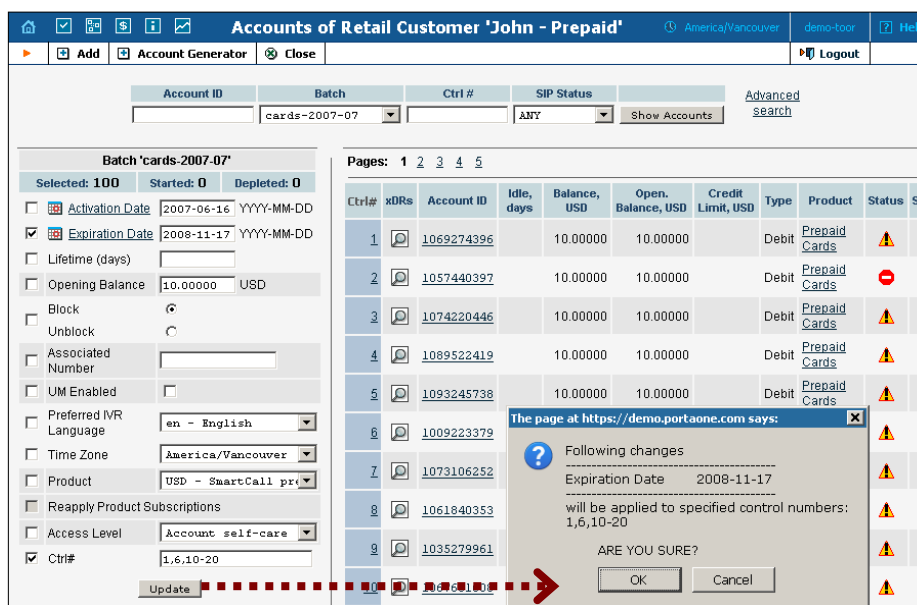 Accounts of Retail Customer 'John - Prepaid' America/Vancouver demo-toor ? Hel
Add Account Generator Close Logout
Account ID Batch Ctrl # SIP Status Advanced search
cards-2007-07 ANY Show Accounts
Batch 'cards-2007-07'
Selected: 100 Started: 0 Depleted: 0
Activation Date 2007-06-16 YYYY-MM-DD
Expiration Date 2008-11-17 YYYY-MM-DD
Lifetime (days)
Opening Balance 10.00000 USD
Block
Unblock
Associated Number
UM Enabled
Preferred IVR Language en - English
Time Zone America/Vancouver
Product USD - SmartCall pre
Reapply Product Subscriptions
Access Level Account self-care
Ctrl# 1,6,10-20
Update
Pages: 1 2 3 4 5
Ctrl# xDRs Account ID Idle, days Balance, USD Open. Balance, USD Credit Limit, USD Type Product Status S
1 1069274396 10.00000 10.00000 Debit Prepaid Cards
2 1057440397 10.00000 10.00000 Debit Prepaid Cards
3 1074220446 10.00000 10.00000 Debit Prepaid Cards
4 1089522419 10.00000 10.00000 Debit Prepaid Cards
5 1093245738 10.00000 10.00000 Debit Prepaid Cards
6 1009223379
7 1073106252
8 1061840353
9 1035279961
The page at https://demo.portaone.com says:
Following changes
Expiration Date 2008-11-17
will be applied to specified control numbers:
1,6,10-20
ARE YOU SURE?
OK Cancel